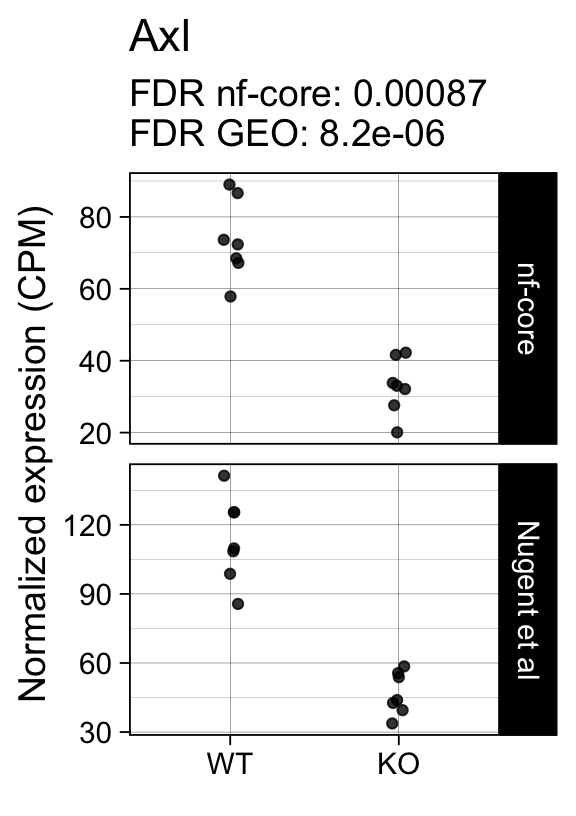 Axl
FDR nf-core: 0.00087
FDR GEO: 8.2e-06
Normalized expression (CPM)
80
60
40
20
nf-core
120
90
60
30
Nugent et al
WT
KO